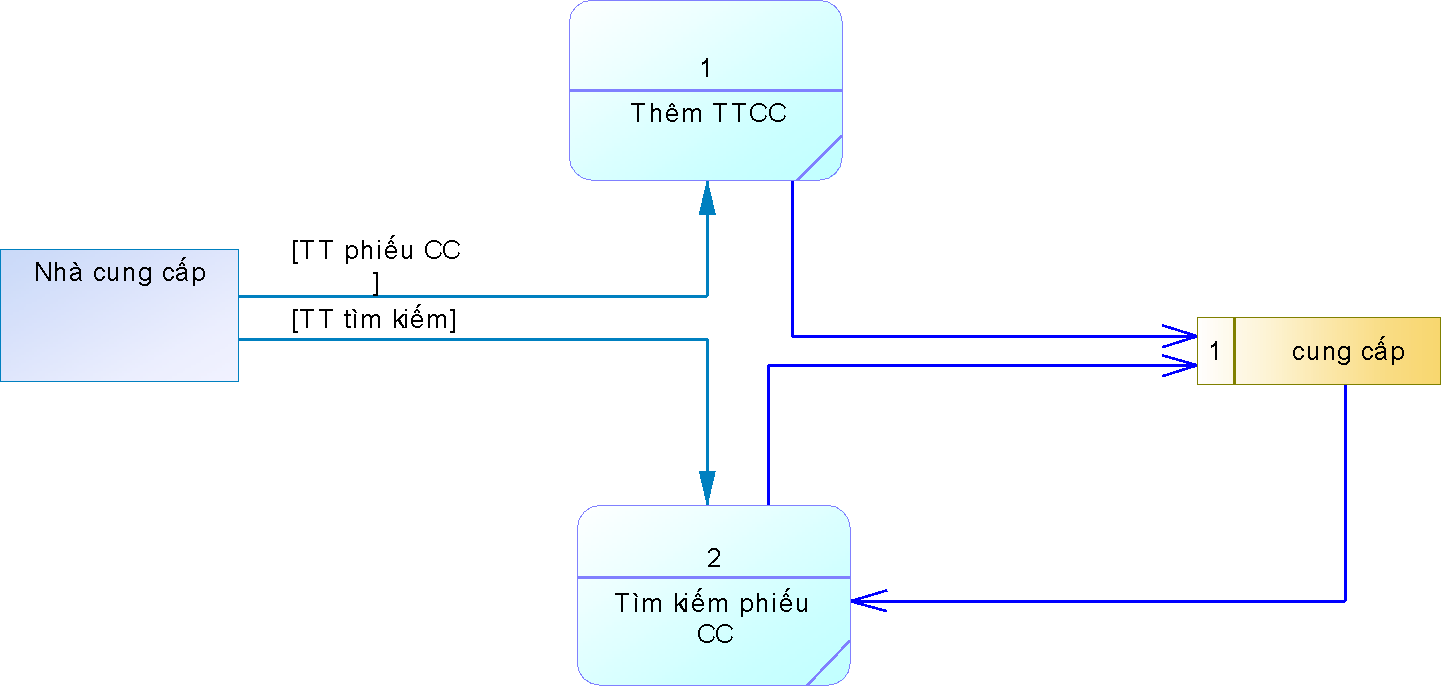 1
Thêm TTCC
[TT phiếu CC
]
Nhà cung cấp
[TT tìm kiếm]
1
cung cấp
2
Tìm kiếm phiếu
CC